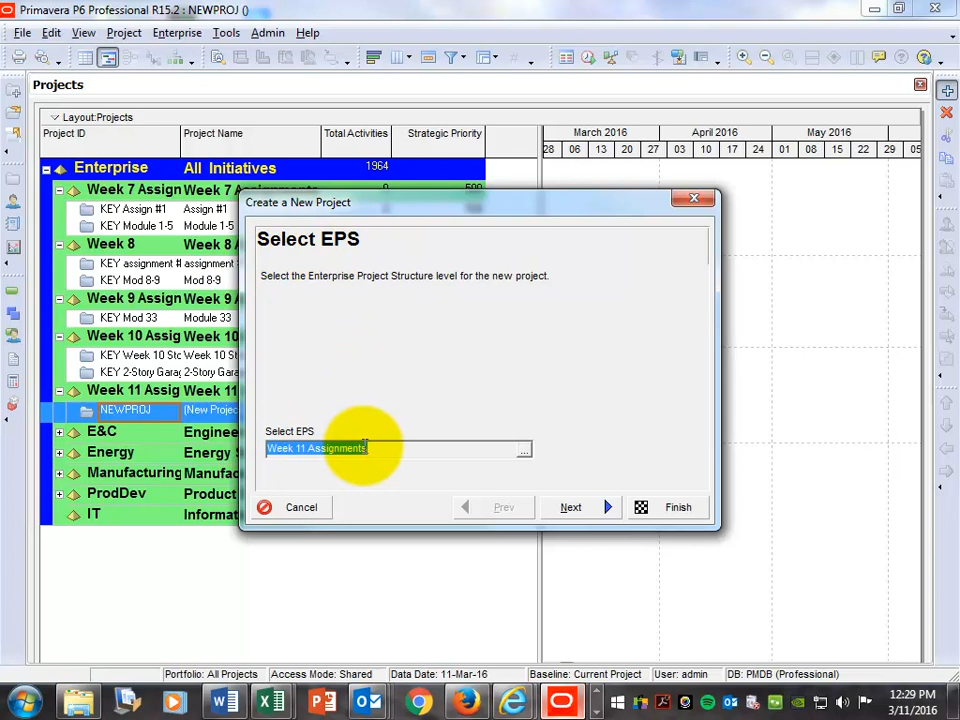 Primavera P6 Professional R15.2 : NEWPROJ ()
File Edit View Project Enterprise Tools Admin Help
Projects
Layout:Projects
Project ID Project Name Total Activities Strategic Priority
March 2016 April 2016 May 2016
28 06 13 20 27 03 10 17 24 01 08 15 22 29 05
Enterprise All Initiatives 1964
Week 7 Assign Week 7 Assignments 0 500
KEY Assign #1 Assign #1
KEY Module 1-5 Module 1-5
Week 8 Week 8 A
KEY assignment # assignment #
KEY Mod 8-9 Mod 8-9
Week 9 Assign Week 9 A
KEY Mod 33 Module 33
Week 10 Assig Week 10
KEY Week 10 Sto Week 10 St
KEY 2-Story Garag 2-Story Garag
Week 11 Assig Week 11
NEWPROJ (New Projec
E&C Enginee
Energy Energy S
Manufacturing Manufac
ProdDev Product
IT Informat
Create a New Project
Select EPS
Select the Enterprise Project Structure level for the new project.
Select EPS
Week 11 Assignments
...
Cancel Prev Next Finish
Portfolio: All Projects Access Mode: Shared Data Date: 11-Mar-16 Baseline: Current Project User: admin DB: PMDB (Professional)
12:29 PM
3/11/2016